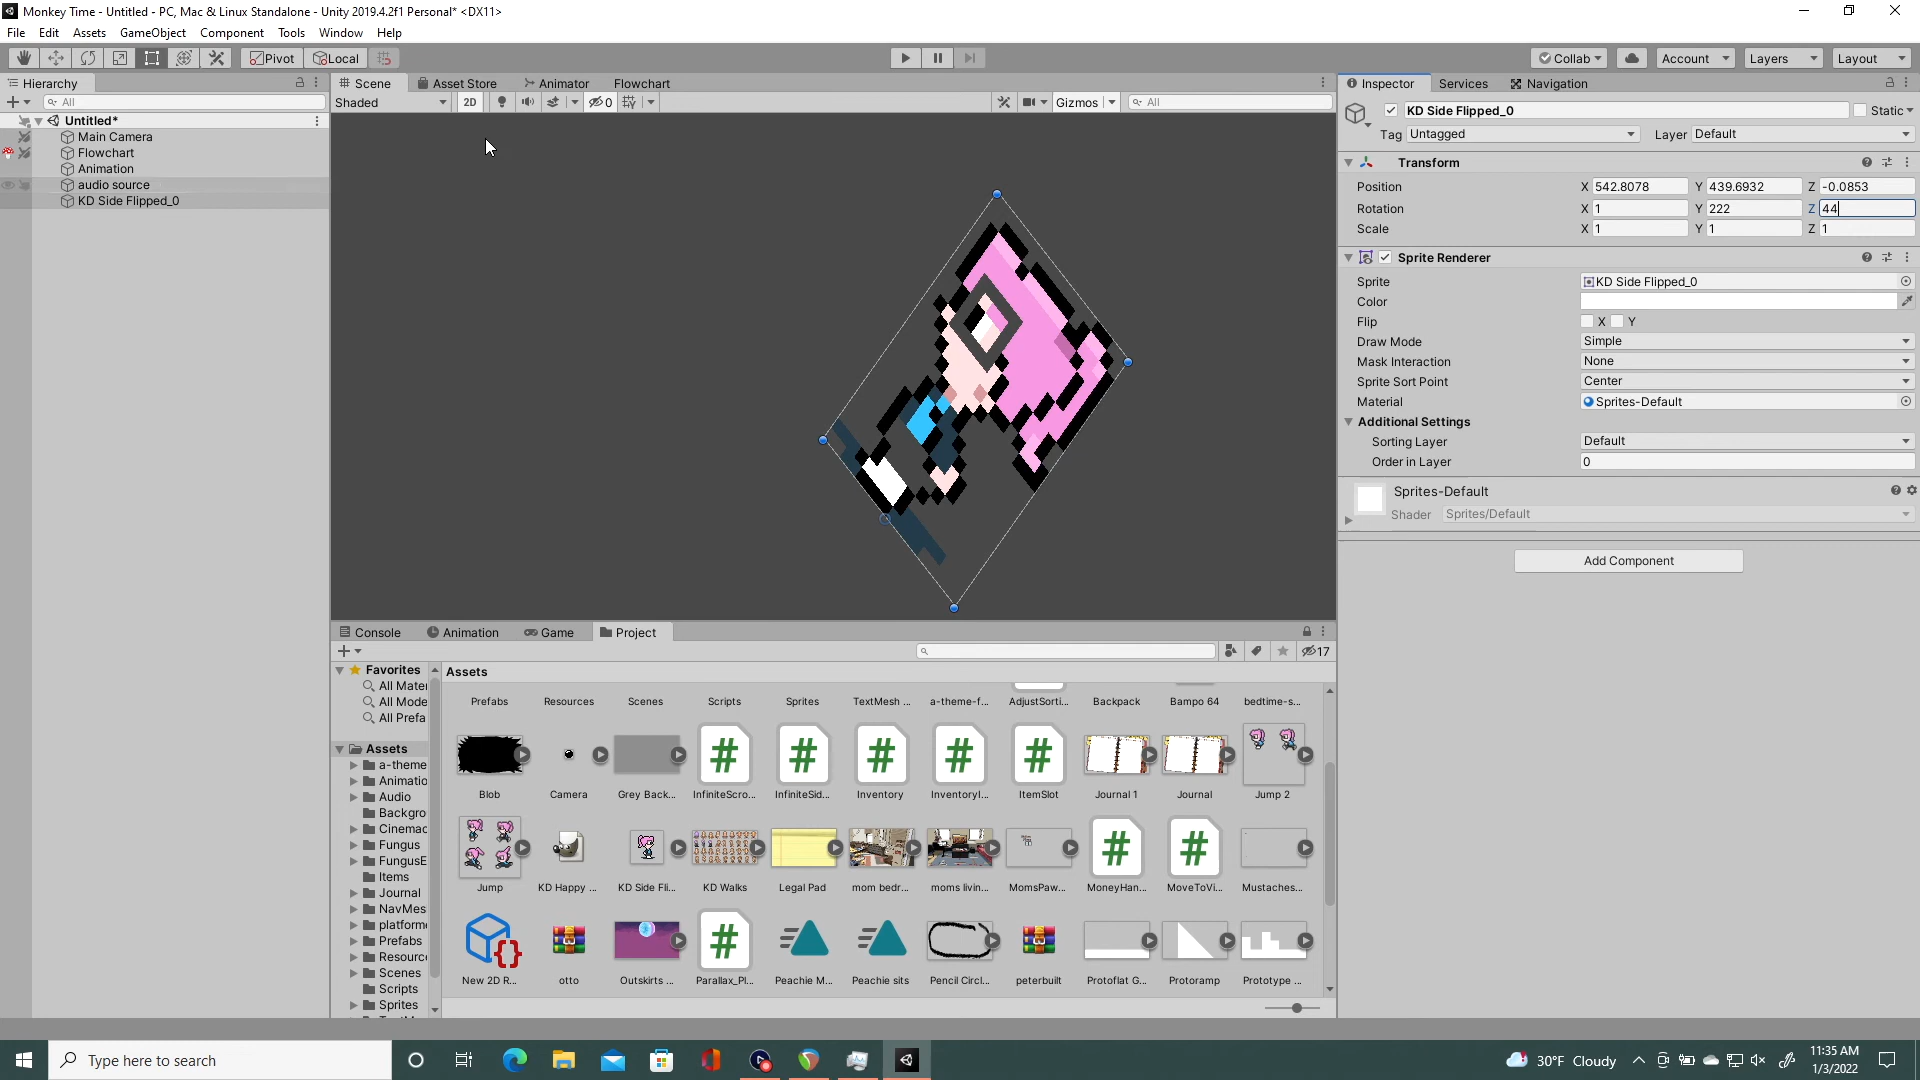 Monkey Time - Untitled - PC, Mac & Linux Standalone - Unity 2019.4.2f1 Personal* <DX11>
File Edit Assets GameObject Component Tools Window Help
Pivot Local Collab Account Layers Layout
Hierarchy
All
Untitled*
Main Camera
Flowchart
Animation
audio source
KD Side Flipped_0
Scene Asset Store Animator Flowchart
Shaded 2D 0 Gizmos All
Inspector Services Navigation
KD Side Flipped_0 Static
Tag Untagged Layer Default
Transform
Position X 542.8078 Y 439.6932 Z -0.0853
Rotation X 1 Y 222 Z 44
Scale X 1 Y 1 Z 1
Sprite Renderer
Sprite KD Side Flipped_0
Color
Flip X Y
Draw Mode Simple
Mask Interaction None
Sprite Sort Point Center
Material Sprites-Default
Additional Settings
Sorting Layer Default
Order in Layer 0
Sprites-Default
Shader Sprites/Default
Add Component
Console Animation Game Project
17
Favorites
All Mater
All Mode
All Prefa
Assets
a-theme
Animatio
Audio
Backgro
Cinemac
Fungus
FungusE
Items
Journal
NavMes
platform
Prefabs
Resourc
Scenes
Scripts
Sprites
Assets
Prefabs Resources Scenes Scripts Sprites TextMesh ... a-theme-f... AdjustSorti... Backpack Bampo 64 bedtime-s...
Blob Camera Grey Back... InfiniteScro... InfiniteSid... Inventory InventoryI... ItemSlot Journal 1 Journal Jump 2
Jump KD Happy ... KD Side Fli... KD Walks Legal Pad mom bedr... moms livin... MomsPaw... MoneyHan... MoveToVi... Mustaches...
New 2D R... otto Outskirts ... Parallax_Pl... Peachie M... Peachie sits Pencil Circl... peterbuilt Protoflat G... Protoramp Prototype ...
Type here to search
30°F Cloudy
11:35 AM
1/3/2022